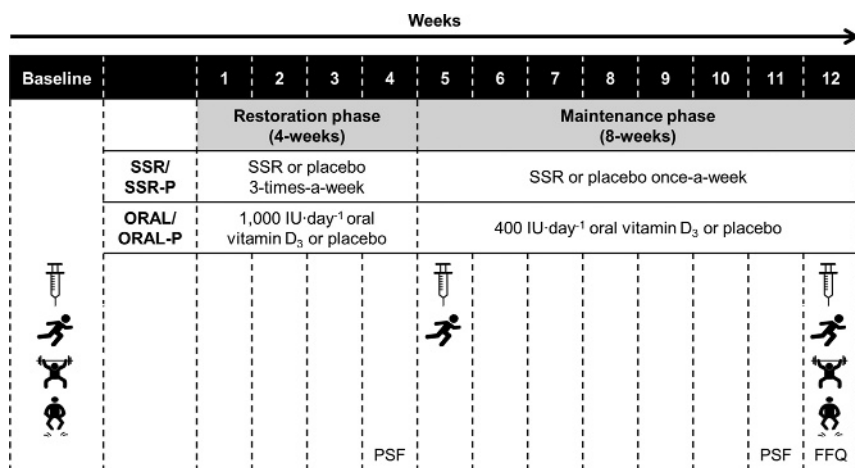 Weeks
Baseline 1 2 3 4 5 6 7 8 9 10 11 12
Restoration phase
(4-weeks)
Maintenance phase
(8-weeks)
SSR/
SSR-P
SSR or placebo
3-times-a-week
SSR or placebo once-a-week
ORAL/
ORAL-P
1,000 IU·day⁻¹ oral
vitamin D₃ or placebo
400 IU·day⁻¹ oral vitamin D₃ or placebo
PSF PSF FFQ